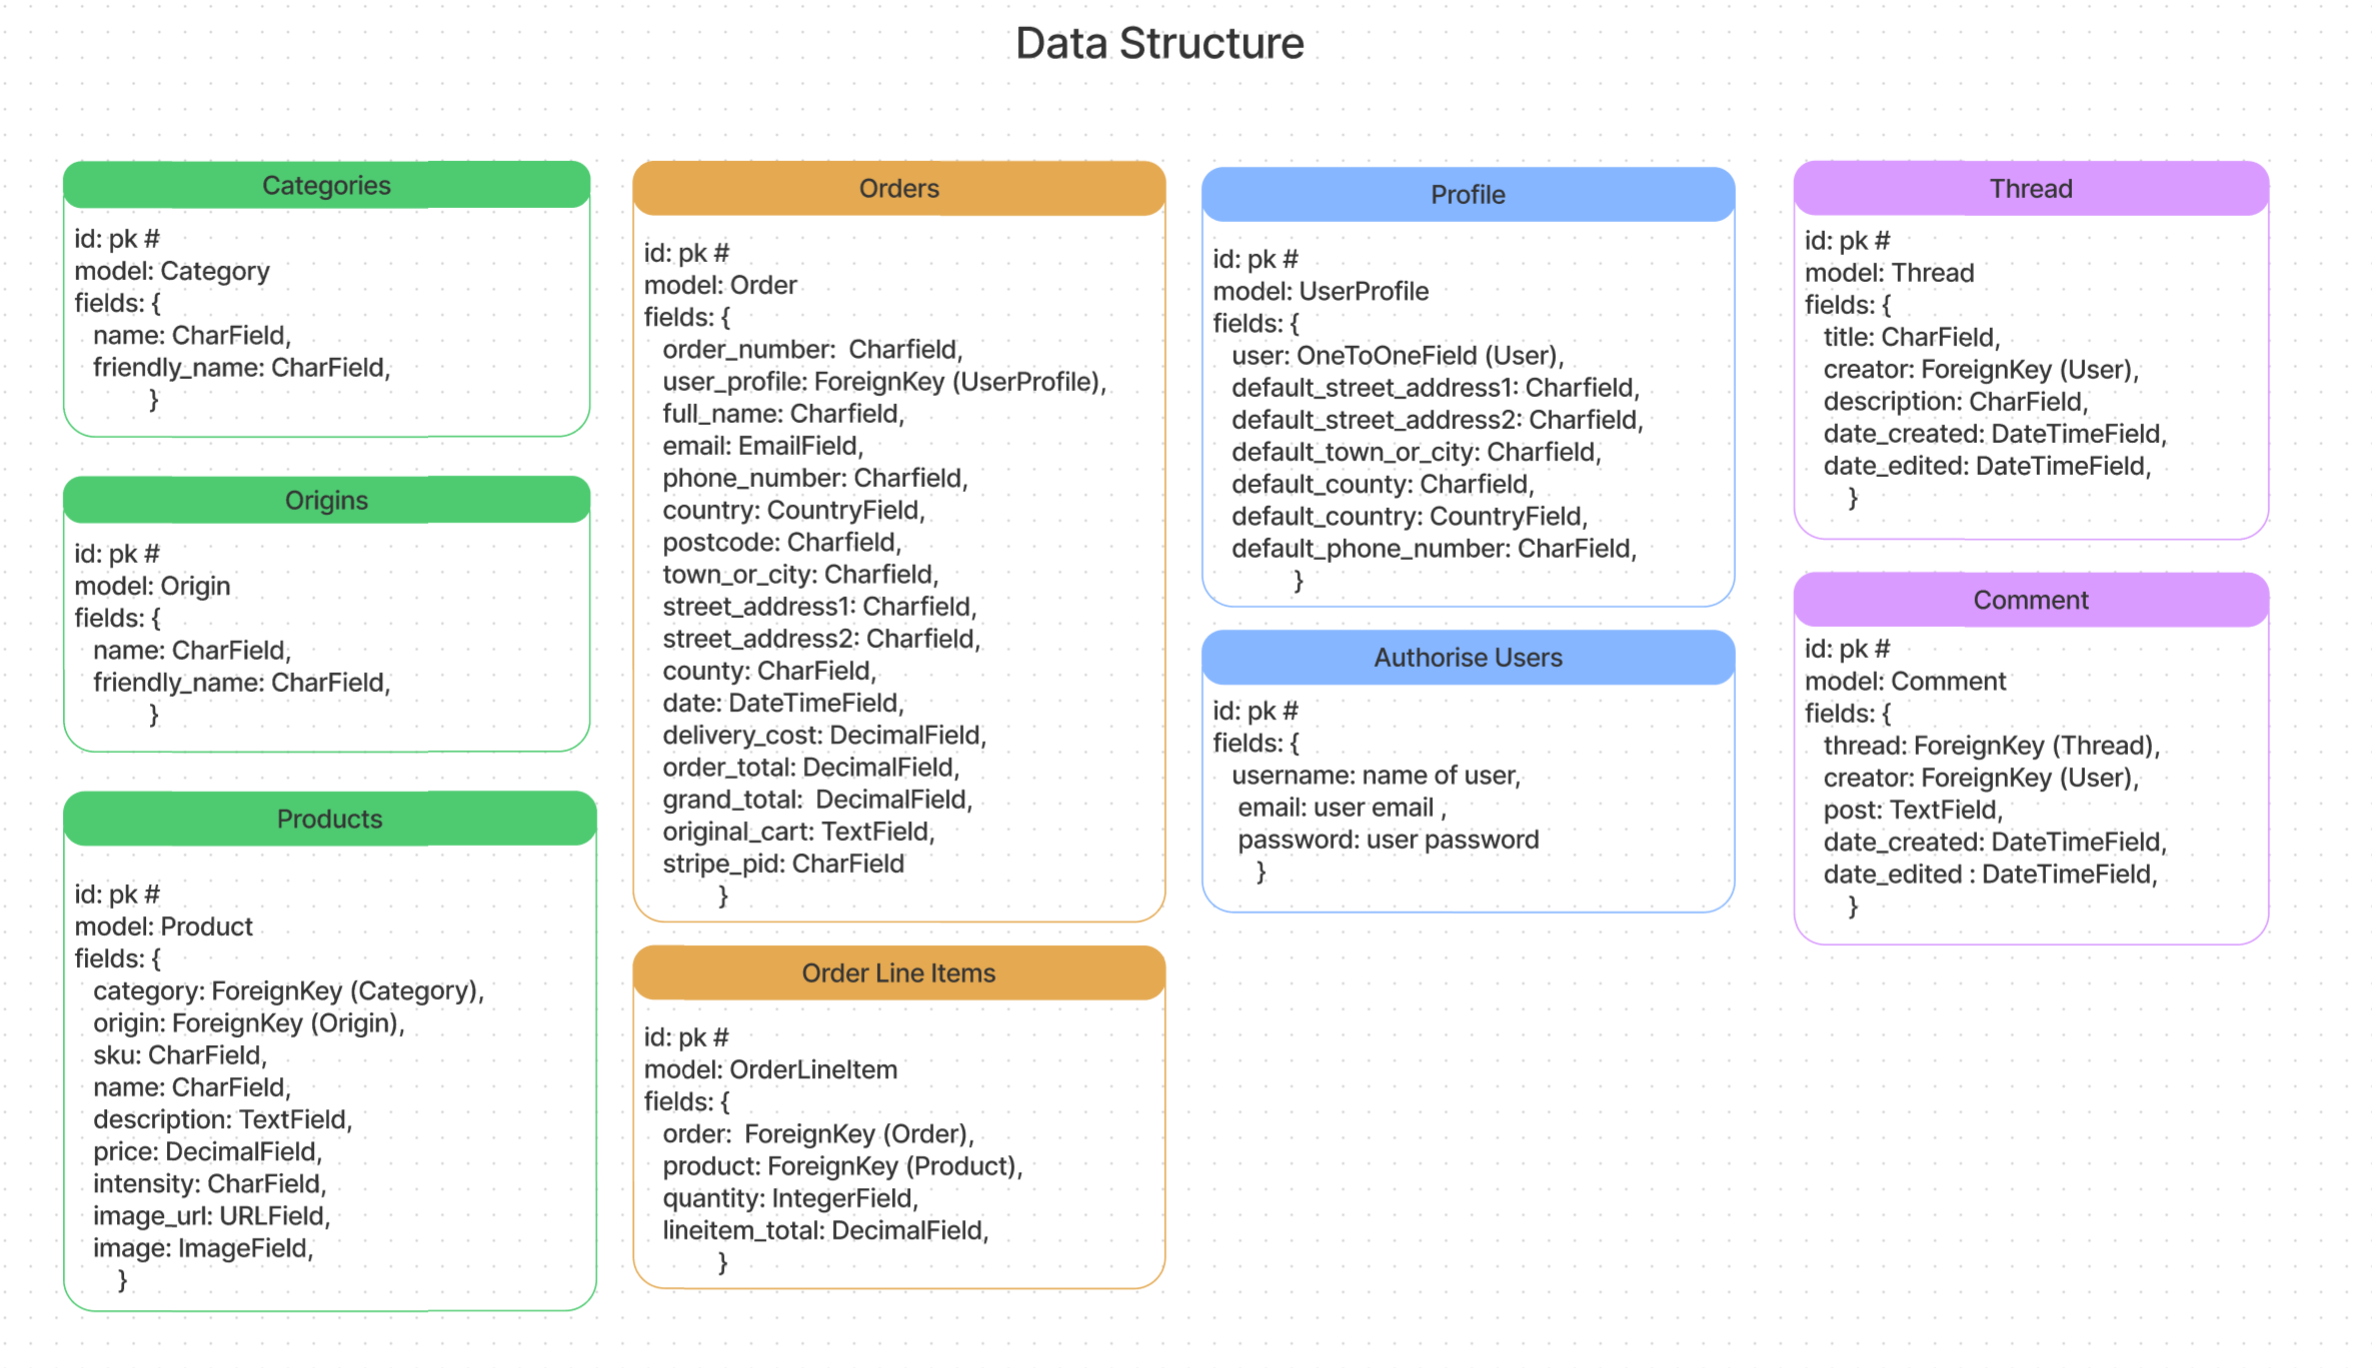 Data Structure
Categories
id: pk #
model: Category
fields: {
name: CharField,
friendly_name: CharField,
}
Origins
id: pk #
model: Origin
fields: {
name: CharField,
friendly_name: CharField,
}
Products
id: pk #
model: Product
fields: {
category: ForeignKey (Category),
origin: ForeignKey (Origin),
sku: CharField,
name: CharField,
description: TextField,
price: DecimalField,
intensity: CharField,
image_url: URLField,
image: ImageField,
}
Orders
id: pk #
model: Order
fields: {
order_number:  Charfield,
user_profile: ForeignKey (UserProfile),
full_name: Charfield,
email: EmailField,
phone_number: Charfield,
country: CountryField,
postcode: Charfield,
town_or_city: Charfield,
street_address1: Charfield,
street_address2: Charfield,
county: CharField,
date: DateTimeField,
delivery_cost: DecimalField,
order_total: DecimalField,
grand_total:  DecimalField,
original_cart: TextField,
stripe_pid: CharField
}
Order Line Items
id: pk #
model: OrderLineItem
fields: {
order:  ForeignKey (Order),
product: ForeignKey (Product),
quantity: IntegerField,
lineitem_total: DecimalField,
}
Profile
id: pk #
model: UserProfile
fields: {
user: OneToOneField (User),
default_street_address1: Charfield,
default_street_address2: Charfield,
default_town_or_city: Charfield,
default_county: Charfield,
default_country: CountryField,
default_phone_number: CharField,
}
Authorise Users
id: pk #
fields: {
username: name of user,
email: user email ,
password: user password
}
Thread
id: pk #
model: Thread
fields: {
title: CharField,
creator: ForeignKey (User),
description: CharField,
date_created: DateTimeField,
date_edited: DateTimeField,
}
Comment
id: pk #
model: Comment
fields: {
thread: ForeignKey (Thread),
creator: ForeignKey (User),
post: TextField,
date_created: DateTimeField,
date_edited : DateTimeField,
}